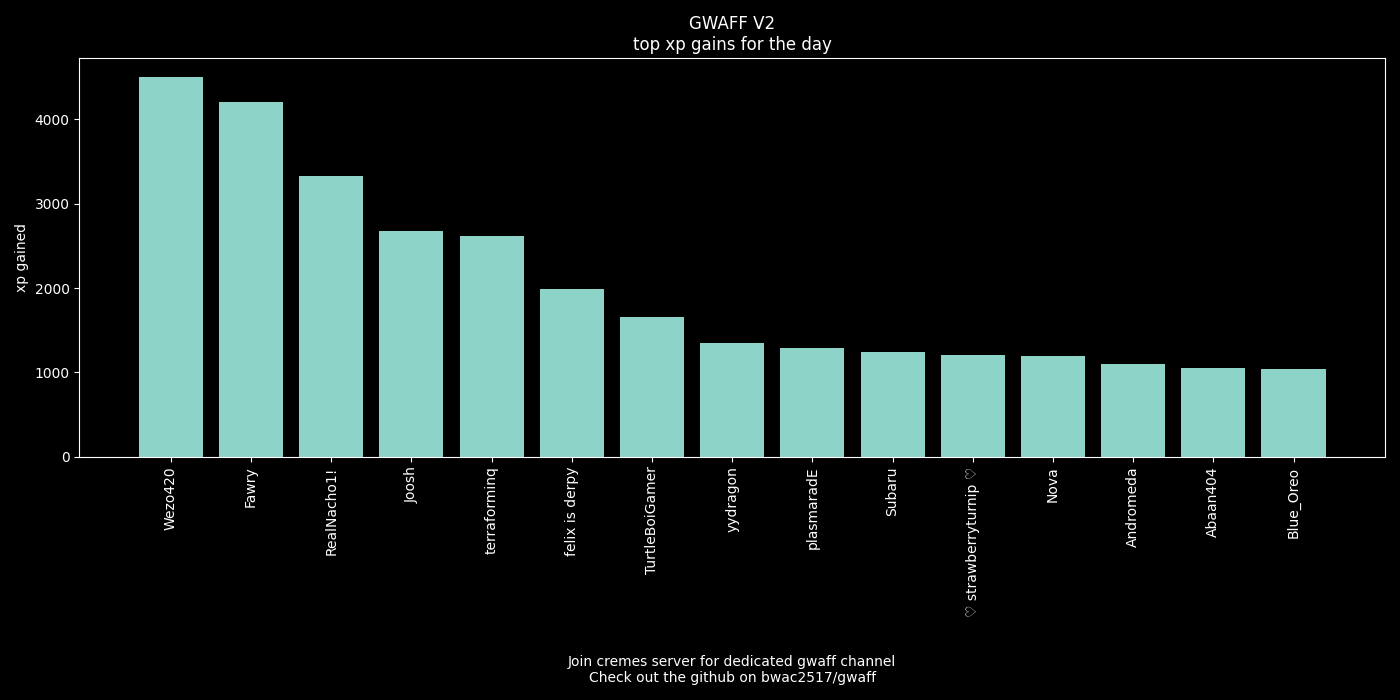 GWAFF V2
top xp gains for the day
xp gained
4000
3000
2000
1000
0
Wezo420
Fawry
RealNacho1!
Joosh
terraforminq
felix is derpy
TurtleBoiGamer
yydragon
plasmaradE
Subaru
♡ strawberryturnip ♡
Nova
Andromeda
Abaan404
Blue_Oreo
Join cremes server for dedicated gwaff channel
Check out the github on bwac2517/gwaff